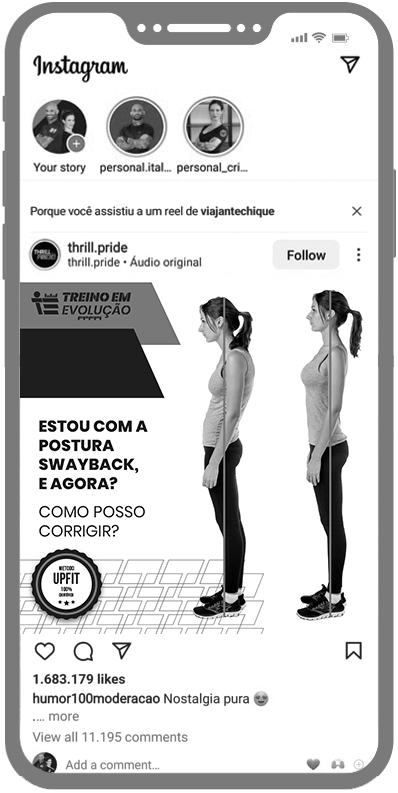 Instagram
Your story
personal.ital...
personal_cri...
Porque você assistiu a um reel de viajantechique
thrill.pride
thrill.pride • Áudio original
Follow
TREINO EM
EVOLUÇÃO
ESTOU COM A
POSTURA
SWAYBACK,
E AGORA?
COMO POSSO
CORRIGIR?
UPFIT
100%
1.683.179 likes
humor100moderacao Nostalgia pura
.... more
View all 11.195 comments
Add a comment...